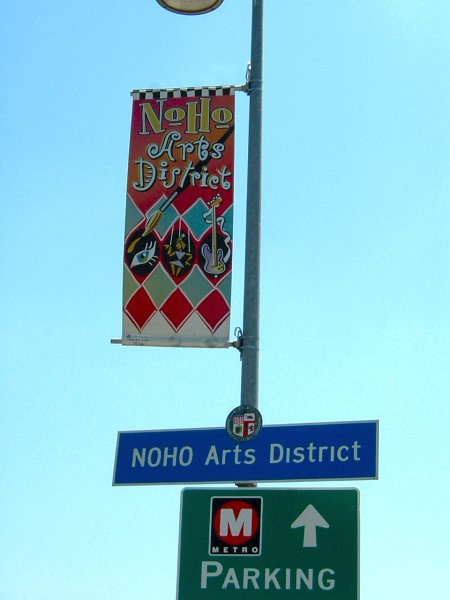 NoHo
Arts
District
NOHO Arts District
M
METRO
PARKING